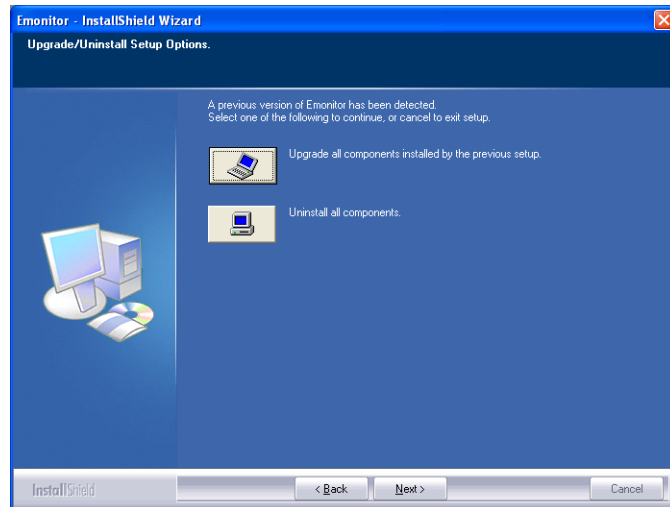 Emonitor - InstallShield Wizard
Upgrade/Uninstall Setup Options.
A previous version of Emonitor has been detected.
Select one of the following to continue, or cancel to exit setup.
Upgrade all components installed by the previous setup.
Uninstall all components.
InstallShield
< Back
Next >
Cancel